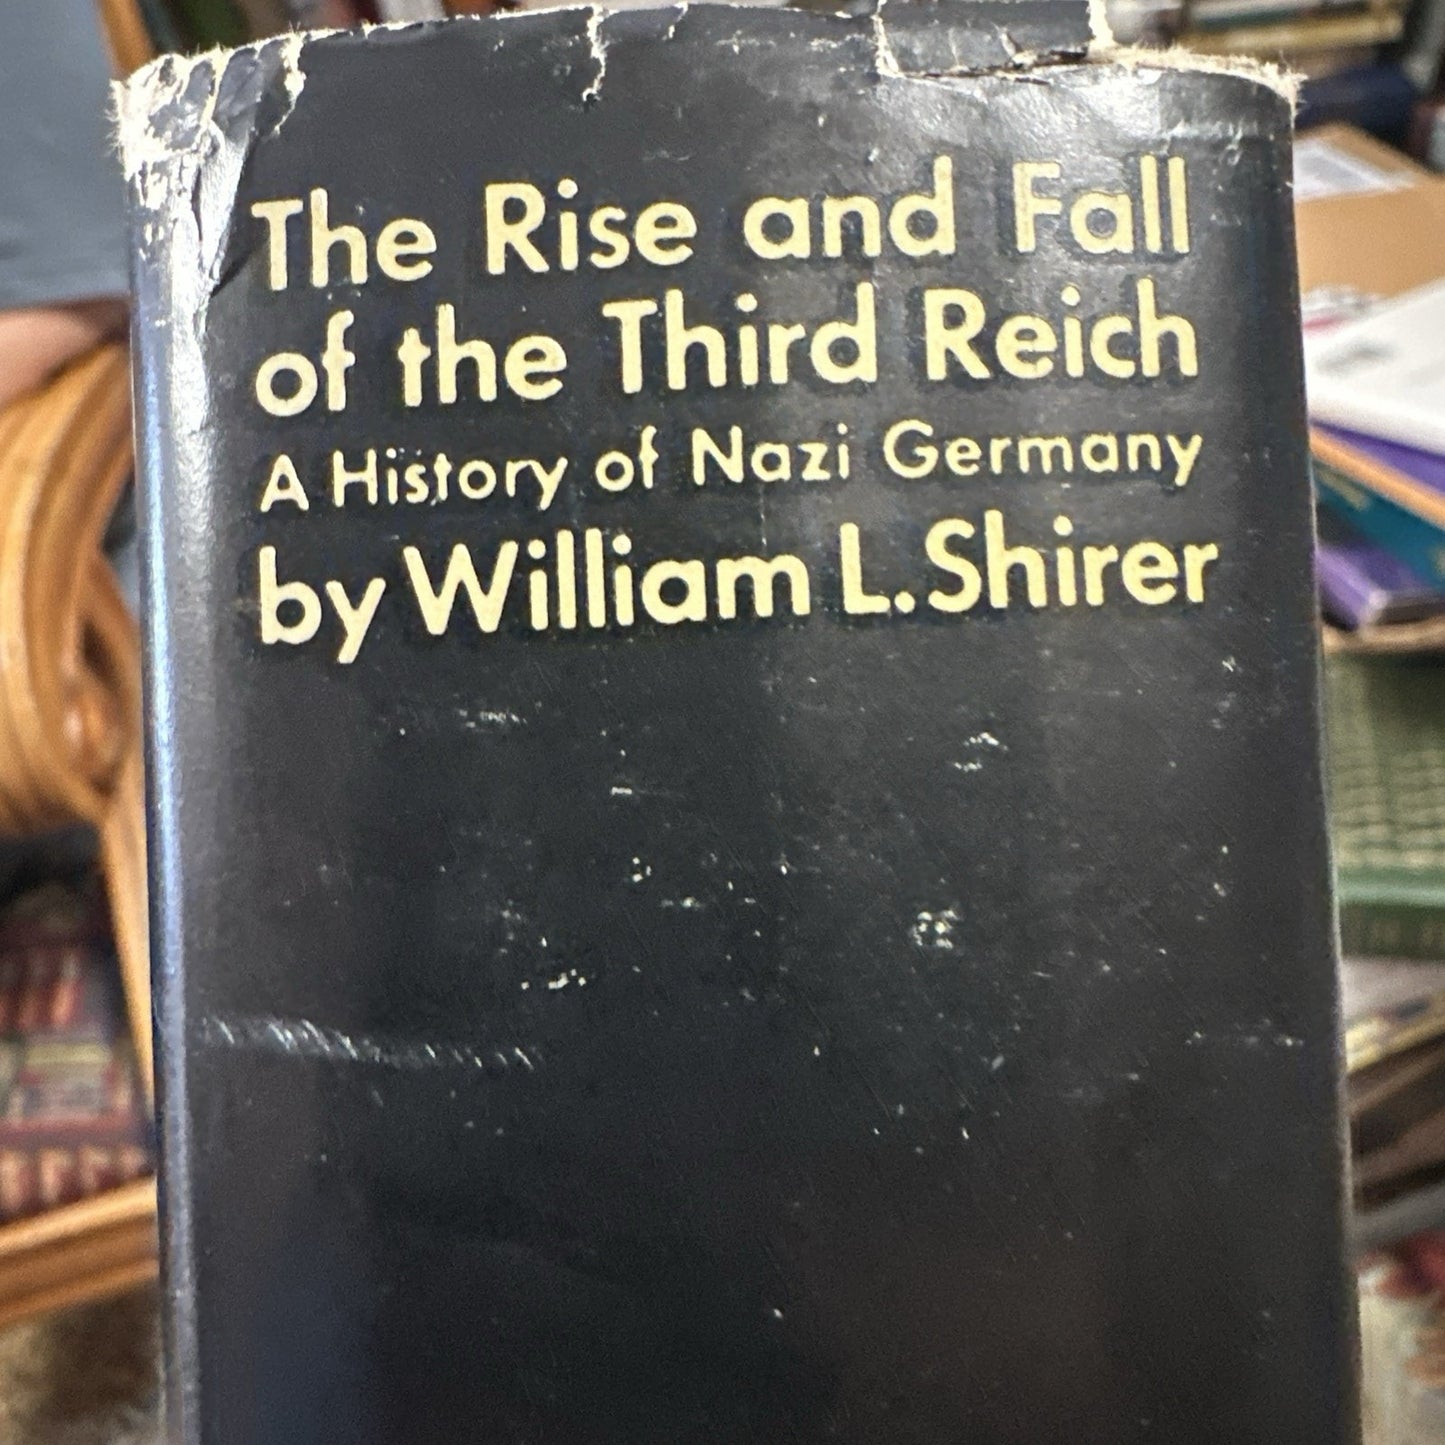 The Rise and Fall
of the Third Reich
A History of Nazi Germany
by William L. Shirer